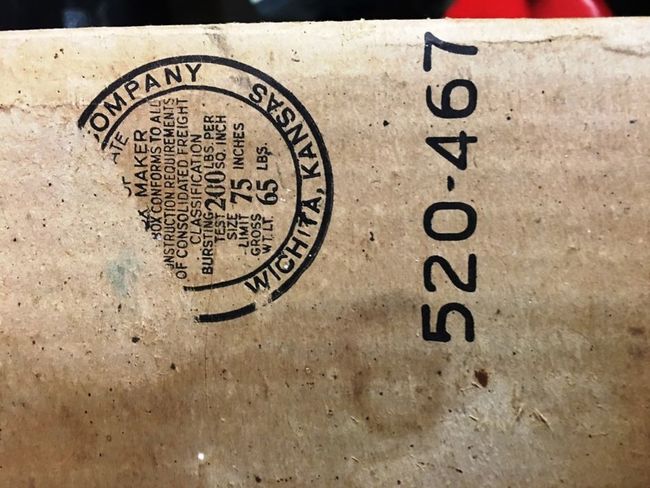 COMPANY
WICHITA, KANSAS
MAKER
BOX CONFORMS TO ALL
CONSTRUCTION REQUIREMENTS
OF CONSOLIDATED FREIGHT
CLASSIFICATION
BURSTING TEST 200 LBS. PER SQ. INCH
SIZE LIMIT 75 INCHES
GROSS WT. LT. 65 LBS.
520-467